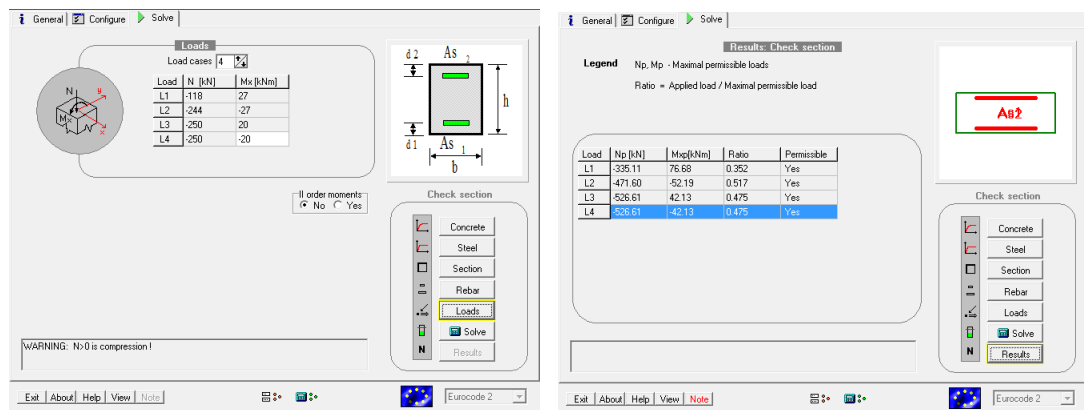 General Configure Solve
Loads
Load cases 4
Load N [kN] Mx [kNm]
L1 -118 27
L2 -244 -27
L3 -250 20
L4 -250 -20
N
y
Mx
x
d 2 As 2
h
d 1 As 1
b
II order moments
No Yes
Check section
Concrete
Steel
Section
Rebar
Loads
Solve
N Results
WARNING: N>0 is compression !
Exit About Help View Note
Eurocode 2
General Configure Solve
Results: Check section
Legend Np, Mp - Maximal permissible loads
Ratio = Applied load / Maximal permissible load
Load Np [kN] Mxp[kNm] Ratio Permissible
L1 -335.11 76.68 0.352 Yes
L2 -471.60 -52.19 0.517 Yes
L3 -526.61 42.13 0.475 Yes
L4 -526.61 -42.13 0.475 Yes
Check section
Concrete
Steel
Section
Rebar
Loads
Solve
N Results
Exit About Help View Note
Eurocode 2